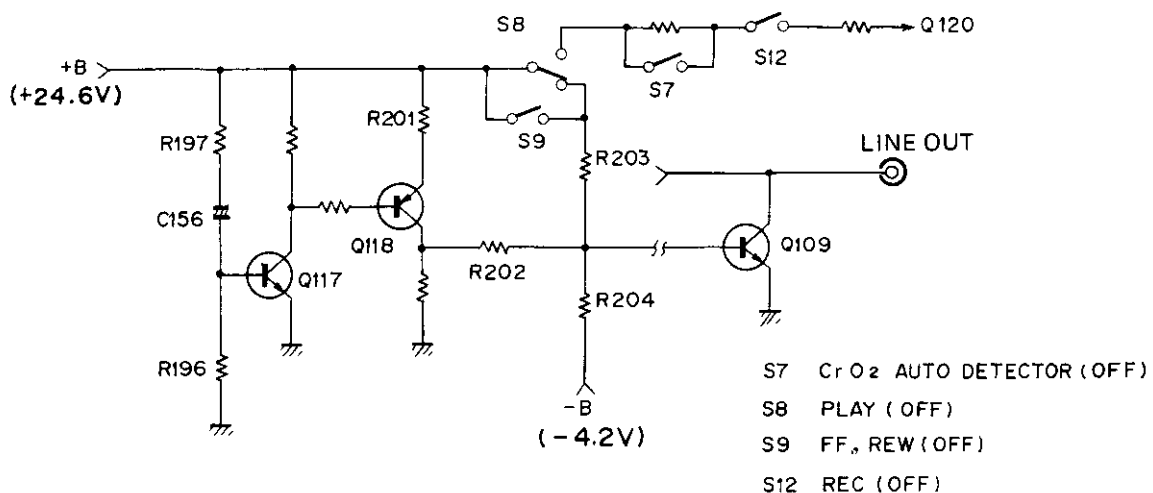 S8
S12
Q120
S7
+B
(+24.6V)
R201
S9
R197
R203
LINE OUT
C156
Q118
R202
Q109
Q117
R204
R196
-B
(-4.2V)
S7 CrO2 AUTO DETECTOR (OFF)
S8 PLAY (OFF)
S9 FF, REW (OFF)
S12 REC (OFF)